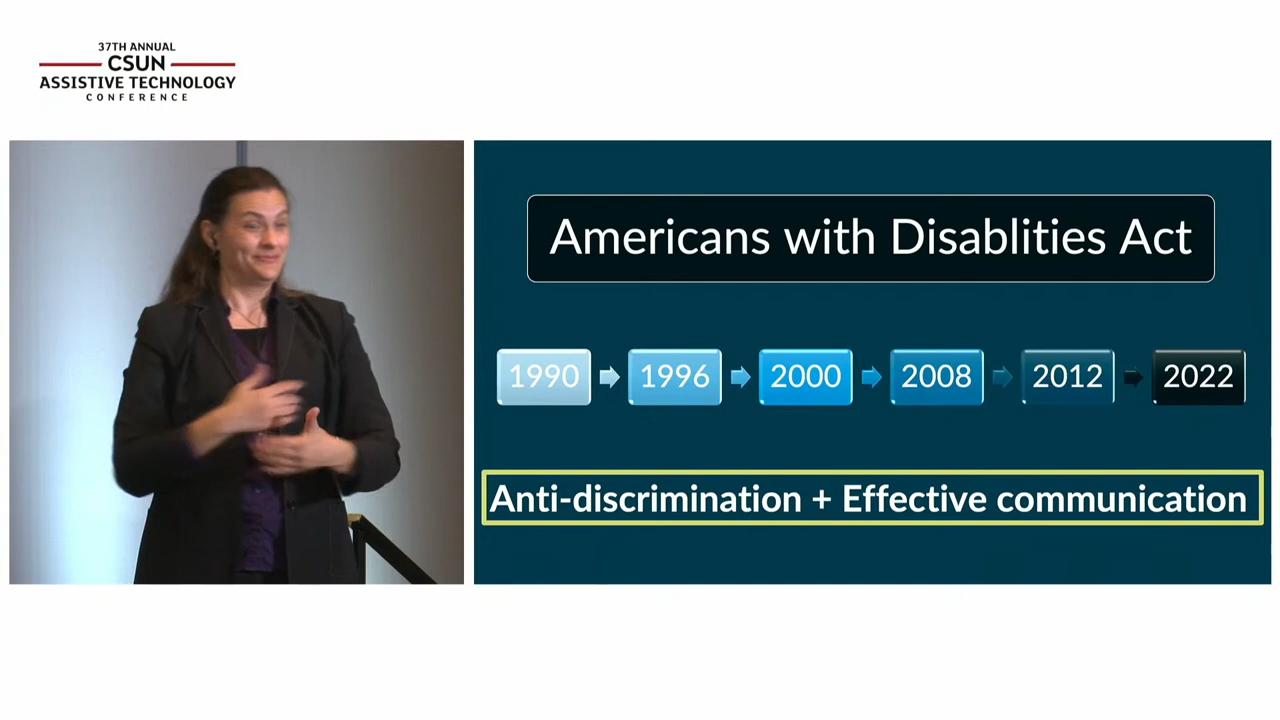 37TH ANNUAL
CSUN
ASSISTIVE TECHNOLOGY
CONFERENCE
Americans with Disablities Act
1990 1996 2000 2008 2012 2022
Anti-discrimination + Effective communication